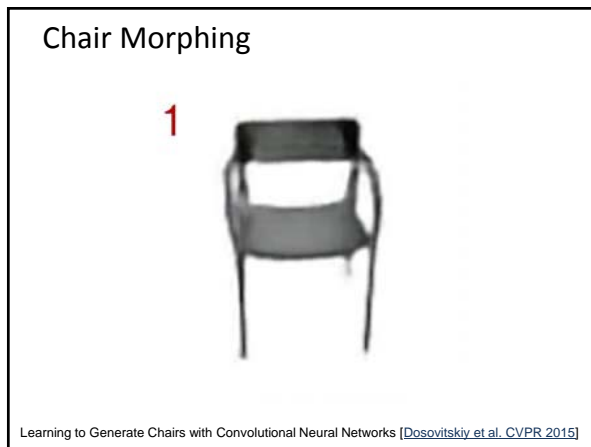 Chair Morphing
1
Learning to Generate Chairs with Convolutional Neural Networks [Dosovitskiy et al. CVPR 2015]